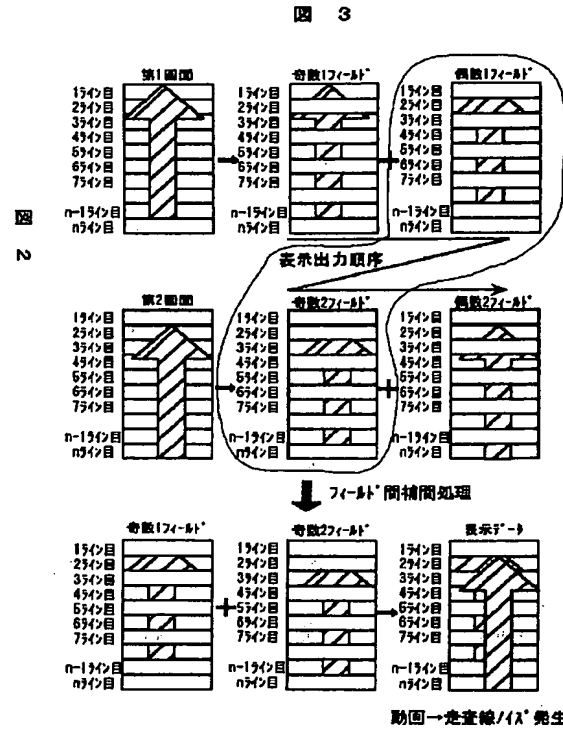 図 3
図 2
第1画面
1ライン目
2ライン目
3ライン目
4ライン目
5ライン目
6ライン目
7ライン目
n-1ライン目
nライン目
奇数1フィールド
1ライン目
2ライン目
3ライン目
4ライン目
5ライン目
6ライン目
7ライン目
n-1ライン目
nライン目
偶数1フィールド
1ライン目
2ライン目
3ライン目
4ライン目
5ライン目
6ライン目
7ライン目
n-1ライン目
nライン目
表示出力順序
第2画面
1ライン目
2ライン目
3ライン目
4ライン目
5ライン目
6ライン目
7ライン目
n-1ライン目
nライン目
奇数2フィールド
1ライン目
2ライン目
3ライン目
4ライン目
5ライン目
6ライン目
7ライン目
n-1ライン目
nライン目
偶数2フィールド
1ライン目
2ライン目
3ライン目
4ライン目
5ライン目
6ライン目
7ライン目
n-1ライン目
nライン目
フィールド間補間処理
奇数1フィールド
1ライン目
2ライン目
3ライン目
4ライン目
5ライン目
6ライン目
7ライン目
n-1ライン目
nライン目
奇数2フィールド
1ライン目
2ライン目
3ライン目
4ライン目
5ライン目
6ライン目
7ライン目
n-1ライン目
nライン目
表示データ
1ライン目
2ライン目
3ライン目
4ライン目
5ライン目
6ライン目
7ライン目
n-1ライン目
nライン目
動画→走査線ノイズ発生